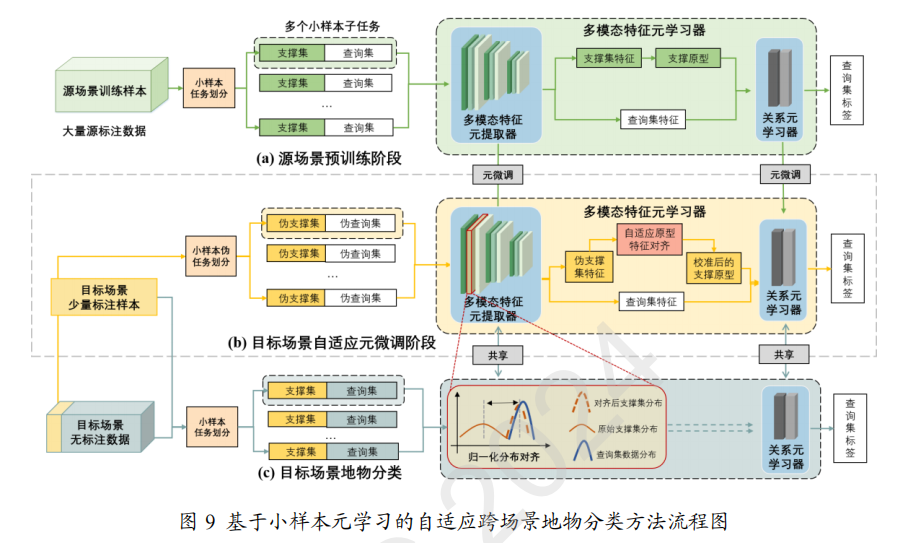 多个小样本子任务
多模态特征元学习器
源场景训练样本
大量源标注数据
小样本
任务划分
支撑集 查询集
支撑集 查询集
...
支撑集 查询集
多模态特征
元提取器
支撑集特征
支撑原型
查询集特征
关系元
学习器
查询集标签
(a) 源场景预训练阶段
元微调
元微调
多模态特征元学习器
目标场景
少量标注样本
小样本伪
任务划分
伪支撑集 伪查询集
伪支撑集 伪查询集
...
伪支撑集 伪查询集
多模态特征
元提取器
伪支撑
集特征
自适应原型
特征对齐
校准后的
支撑原型
查询集特征
关系元
学习器
查询集标签
(b) 目标场景自适应元微调阶段
共享
共享
目标场景
无标注数据
小样本
任务划分
支撑集 查询集
支撑集 查询集
...
支撑集 查询集
归一化分布对齐
对齐后支撑集分布
原始支撑集分布
查询集数据分布
关系元
学习器
查询集标签
(c) 目标场景地物分类
2024
图 9 基于小样本元学习的自适应跨场景地物分类方法流程图